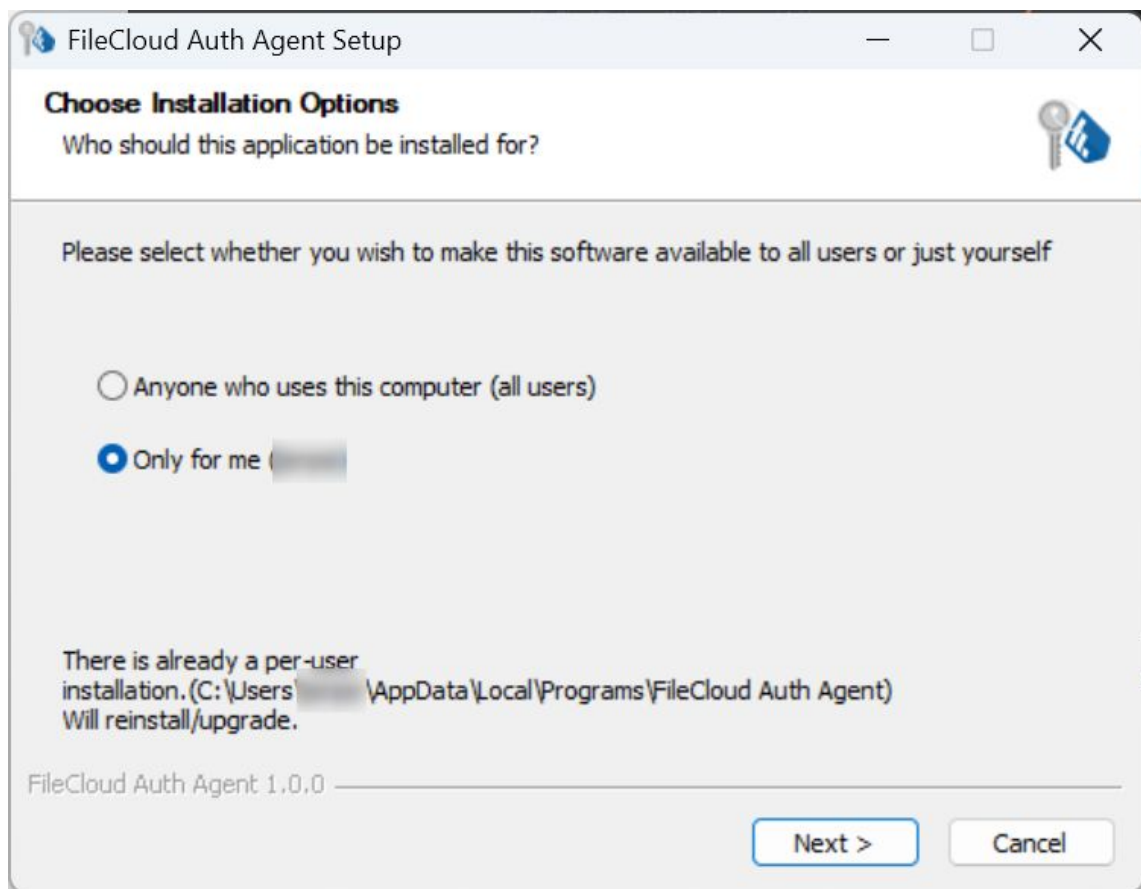 FileCloud Auth Agent Setup
Choose Installation Options
Who should this application be installed for?
Please select whether you wish to make this software available to all users or just yourself
Anyone who uses this computer (all users)
Only for me (
There is already a per-user
installation.(C:\Users\ \AppData\Local\Programs\FileCloud Auth Agent)
Will reinstall/upgrade.
FileCloud Auth Agent 1.0.0
Next >
Cancel